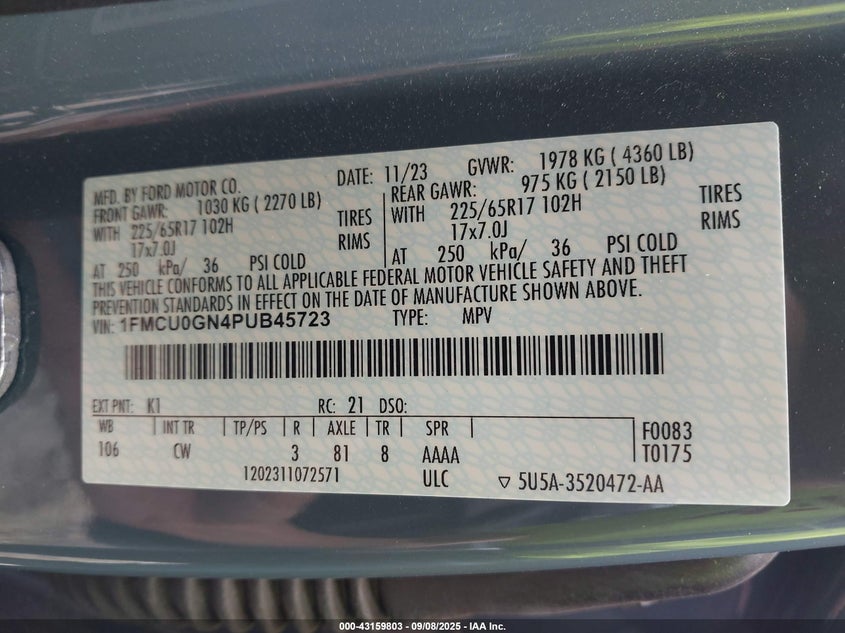 MFD. BY FORD MOTOR CO. DATE: 11/23 GVWR: 1978 KG ( 4360 LB)
FRONT GAWR: 1030 KG ( 2270 LB) REAR GAWR: 975 KG ( 2150 LB)
WITH 225/65R17 102H TIRES WITH 225/65R17 102H TIRES
17x7.0J RIMS 17x7.0J RIMS
AT 250 kPa/ 36 PSI COLD AT 250 kPa/ 36 PSI COLD
THIS VEHICLE CONFORMS TO ALL APPLICABLE FEDERAL MOTOR VEHICLE SAFETY AND THEFT
PREVENTION STANDARDS IN EFFECT ON THE DATE OF MANUFACTURE SHOWN ABOVE.
VIN: 1FMCU0GN4PUB45723 TYPE: MPV
EXT PNT: K1 RC: 21 DSO:
WB INT TR TP/PS R AXLE TR SPR F0083
106 CW 3 81 8 AAAA T0175
1202311072571 ULC 5U5A-3520472-AA
000-43159803 - 09/08/2025 - IAA Inc.